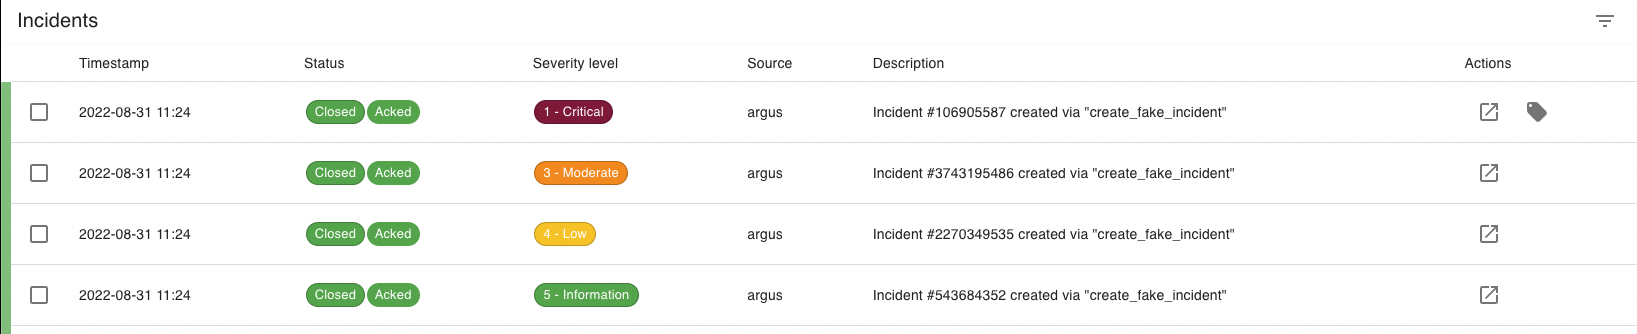 Incidents
Timestamp Status Severity level Source Description Actions
2022-08-31 11:24 Closed Acked 1 - Critical argus Incident #106905587 created via "create_fake_incident"
2022-08-31 11:24 Closed Acked 3 - Moderate argus Incident #3743195486 created via "create_fake_incident"
2022-08-31 11:24 Closed Acked 4 - Low argus Incident #2270349535 created via "create_fake_incident"
2022-08-31 11:24 Closed Acked 5 - Information argus Incident #543684352 created via "create_fake_incident"